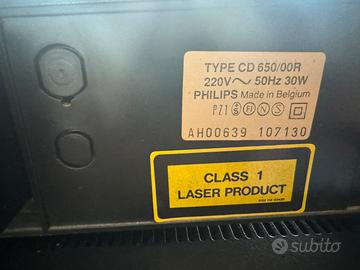 TYPE CD 650/00R
220V~ 50Hz 30W
PHILIPS Made in Belgium
AH00639 107130
CLASS 1
LASER PRODUCT
subito